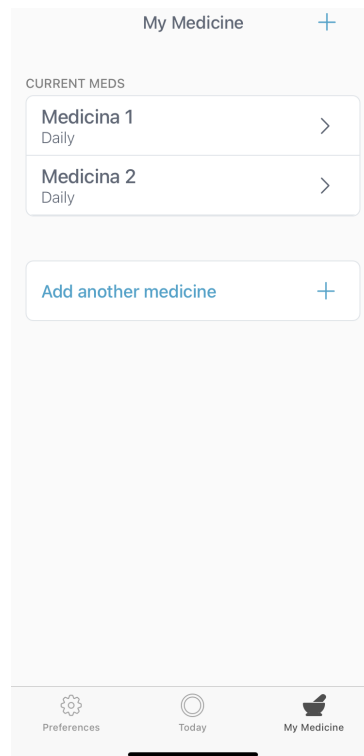 My Medicine
CURRENT MEDS
Medicina 1
Daily
Medicina 2
Daily
Add another medicine
Preferences
Today
My Medicine